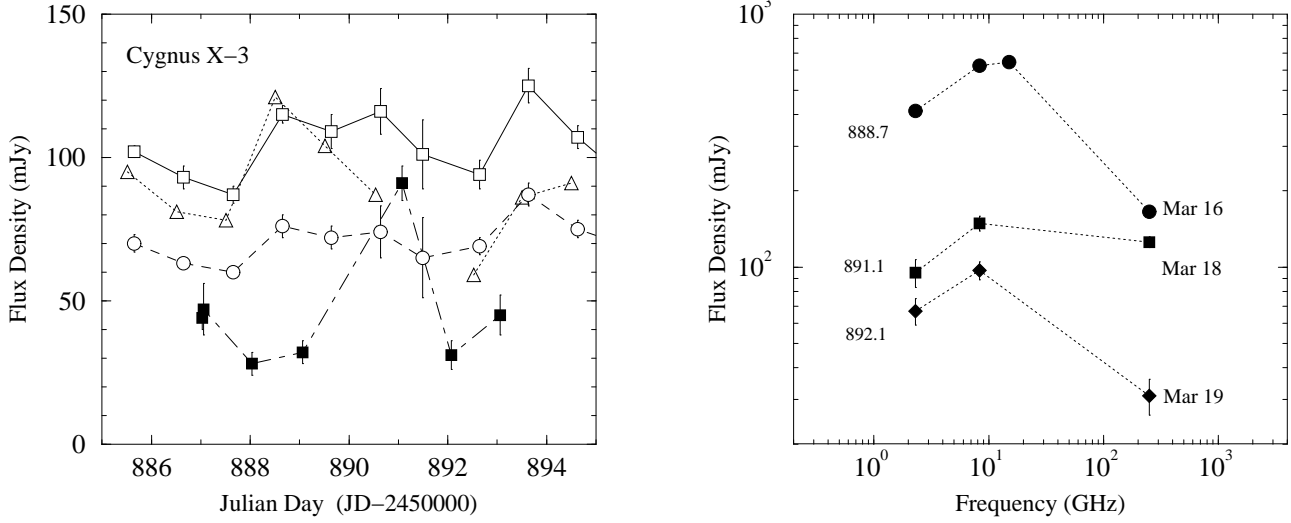 150
100
50
0
Flux Density (mJy)
Cygnus X−3
886 888 890 892 894
Julian Day (JD−2450000)
10³
10²
Flux Density (mJy)
888.7
891.1
892.1
Mar 16
Mar 18
Mar 19
10⁰ 10¹ 10² 10³
Frequency (GHz)